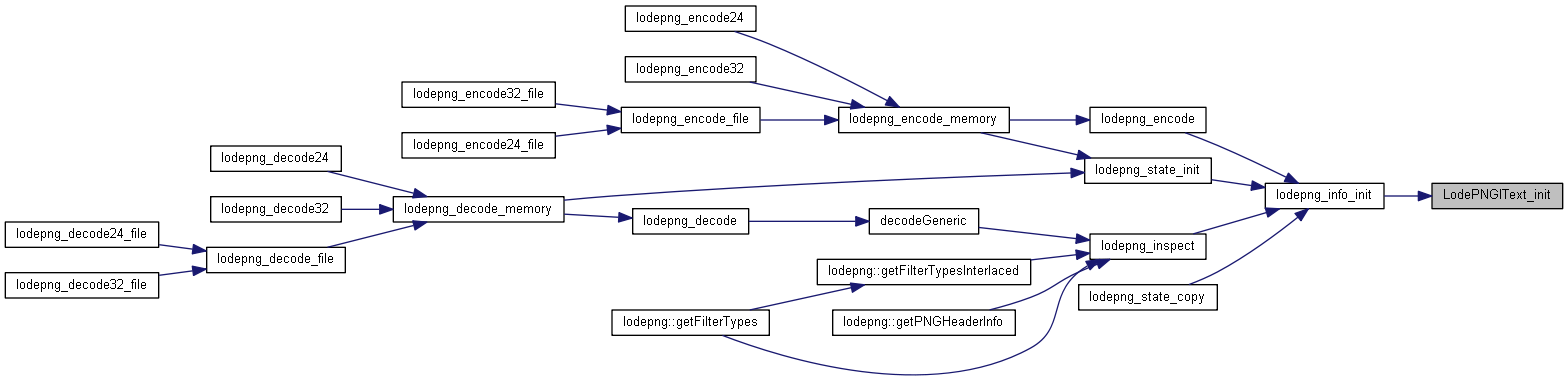 lodepng_encode24
lodepng_encode32
lodepng_encode32_file
lodepng_encode_file
lodepng_encode_memory
lodepng_encode
lodepng_encode24_file
lodepng_decode24
lodepng_state_init
lodepng_decode32
lodepng_decode_memory
lodepng_info_init
LodePNGIText_init
lodepng_decode
decodeGeneric
lodepng_decode24_file
lodepng_decode_file
lodepng_inspect
lodepng::getFilterTypesInterlaced
lodepng_decode32_file
lodepng_state_copy
lodepng::getFilterTypes
lodepng::getPNGHeaderInfo